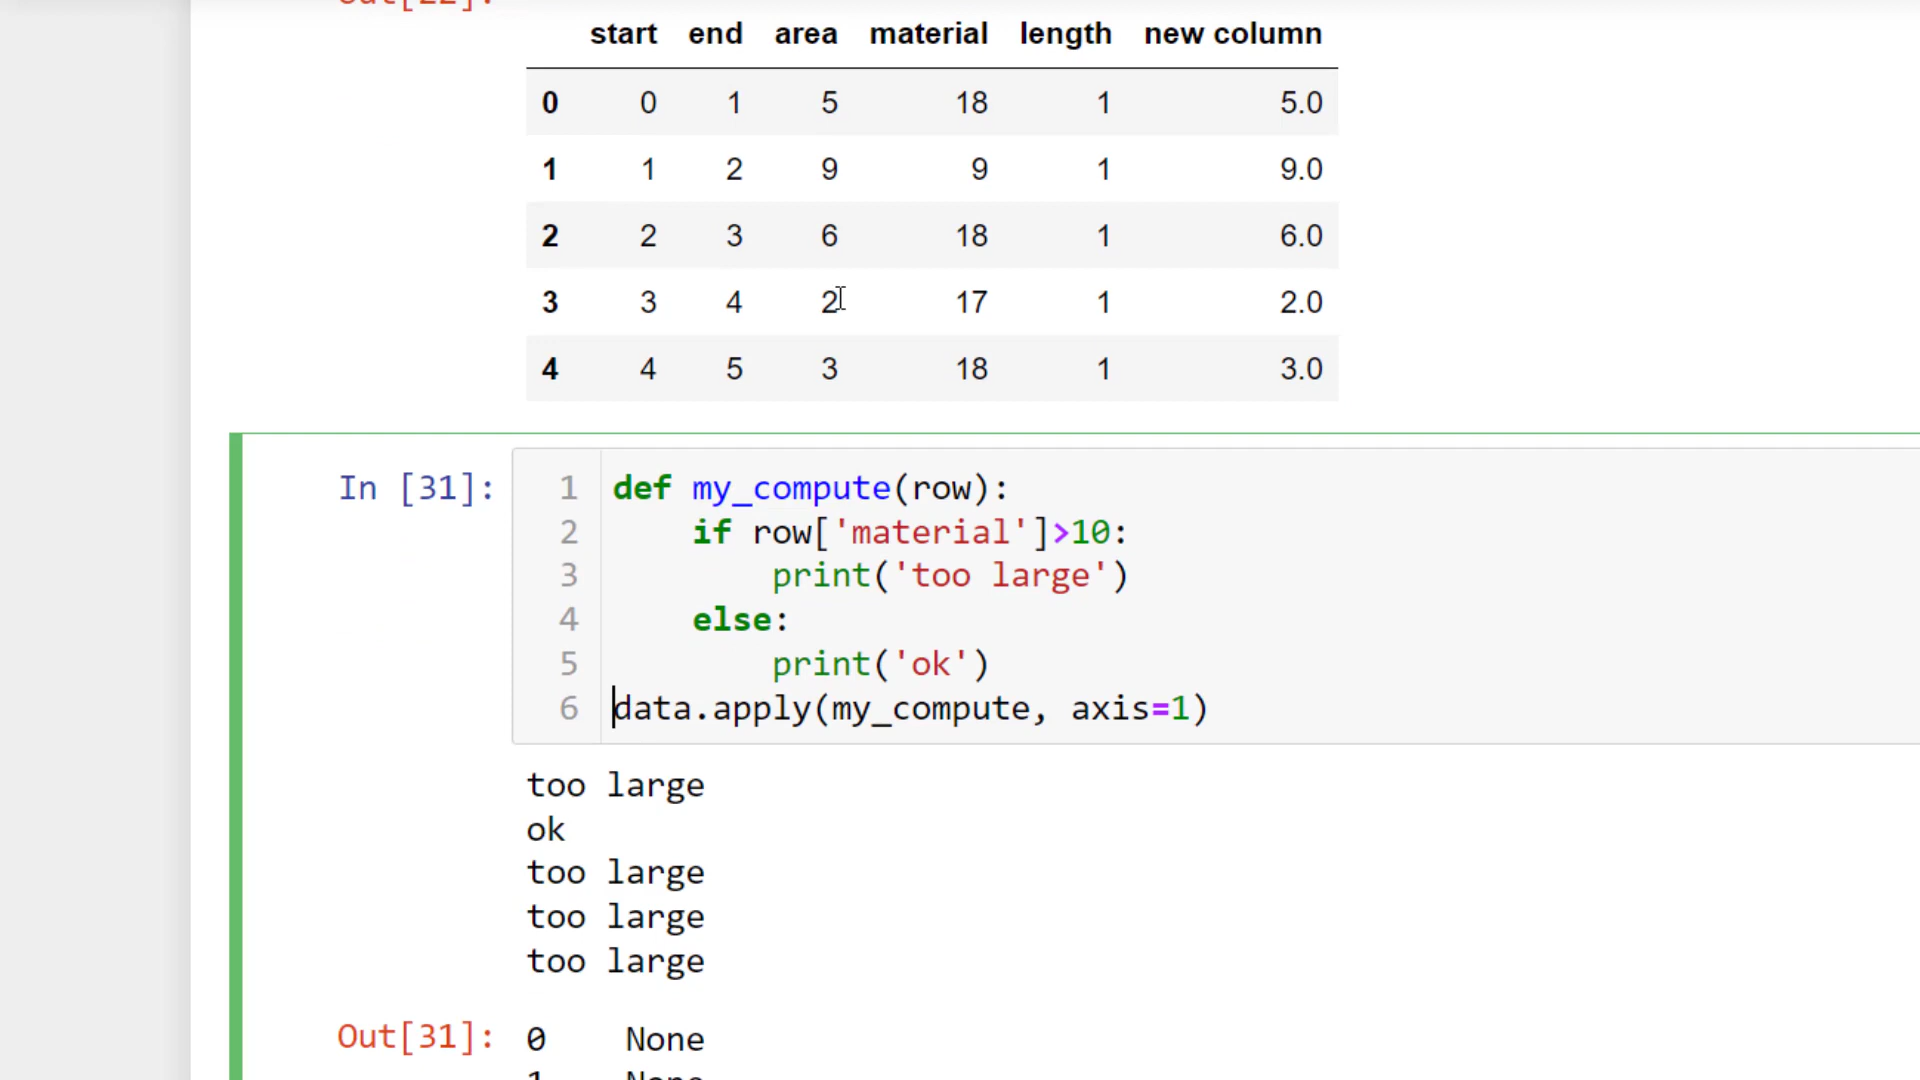 Out[22]:
start end area material length new column
0 0 1 5 18 1 5.0
1 1 2 9 9 1 9.0
2 2 3 6 18 1 6.0
3 3 4 2 17 1 2.0
4 4 5 3 18 1 3.0
In [31]:
1 def my_compute(row):
2 if row['material']>10:
3 print('too large')
4 else:
5 print('ok')
6 data.apply(my_compute, axis=1)
too large
ok
too large
too large
too large
Out[31]: 0 None
1 None